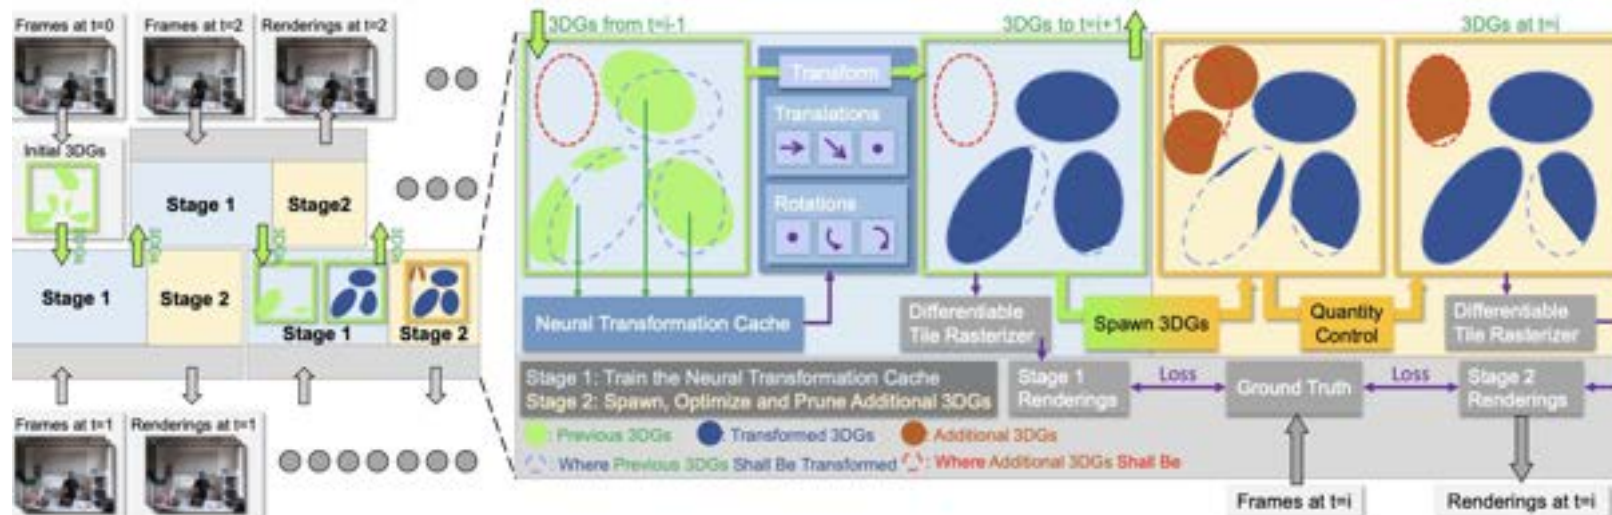 Frames at t=0
Frames at t=2
Renderings at t=2
Initial 3DGs
Stage 1
Stage2
3DGs
3DGs
3DGs
3DGs
Stage 1
Stage 2
Stage 1
Stage 2
Frames at t=1
Renderings at t=1
3DGs from t=i-1
3DGs to t=i+1
3DGs at t=i
Transform
Translations
Rotations
Neural Transformation Cache
Differentiable
Tile Rasterizer
Spawn 3DGs
Quantity
Control
Differentiable
Tile Rasterizer
Stage 1: Train the Neural Transformation Cache
Stage 2: Spawn, Optimize and Prune Additional 3DGs
Stage 1
Renderings
Loss
Ground Truth
Loss
Stage 2
Renderings
: Previous 3DGs
: Transformed 3DGs
: Additional 3DGs
: Where Previous 3DGs Shall Be Transformed
: Where Additional 3DGs Shall Be
Frames at t=i
Renderings at t=i